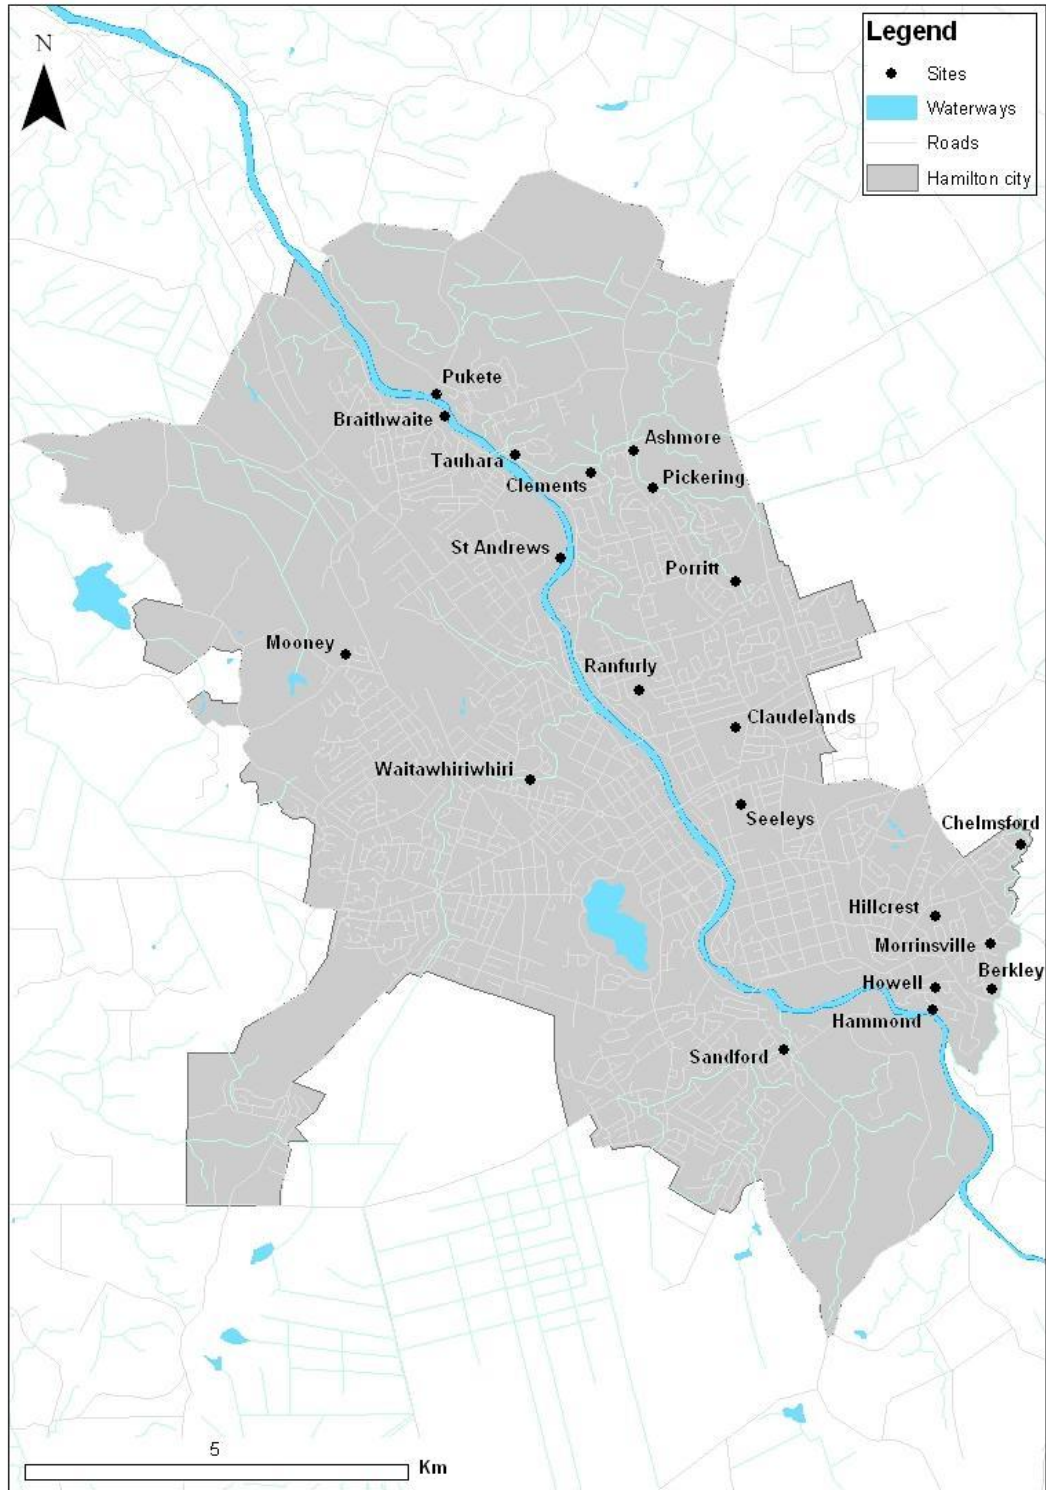 N
Legend
Sites
Waterways
Roads
Hamilton city
Pukete
Braithwaite
Ashmore
Tauhara
Clements
Pickering
St Andrews
Porritt
Mooney
Ranfurly
Claudelands
Waitawhiriwhiri
Seeleys
Chelmsford
Hillcrest
Morrinsville
Berkley
Howell
Hammond
Sandford
5
Km